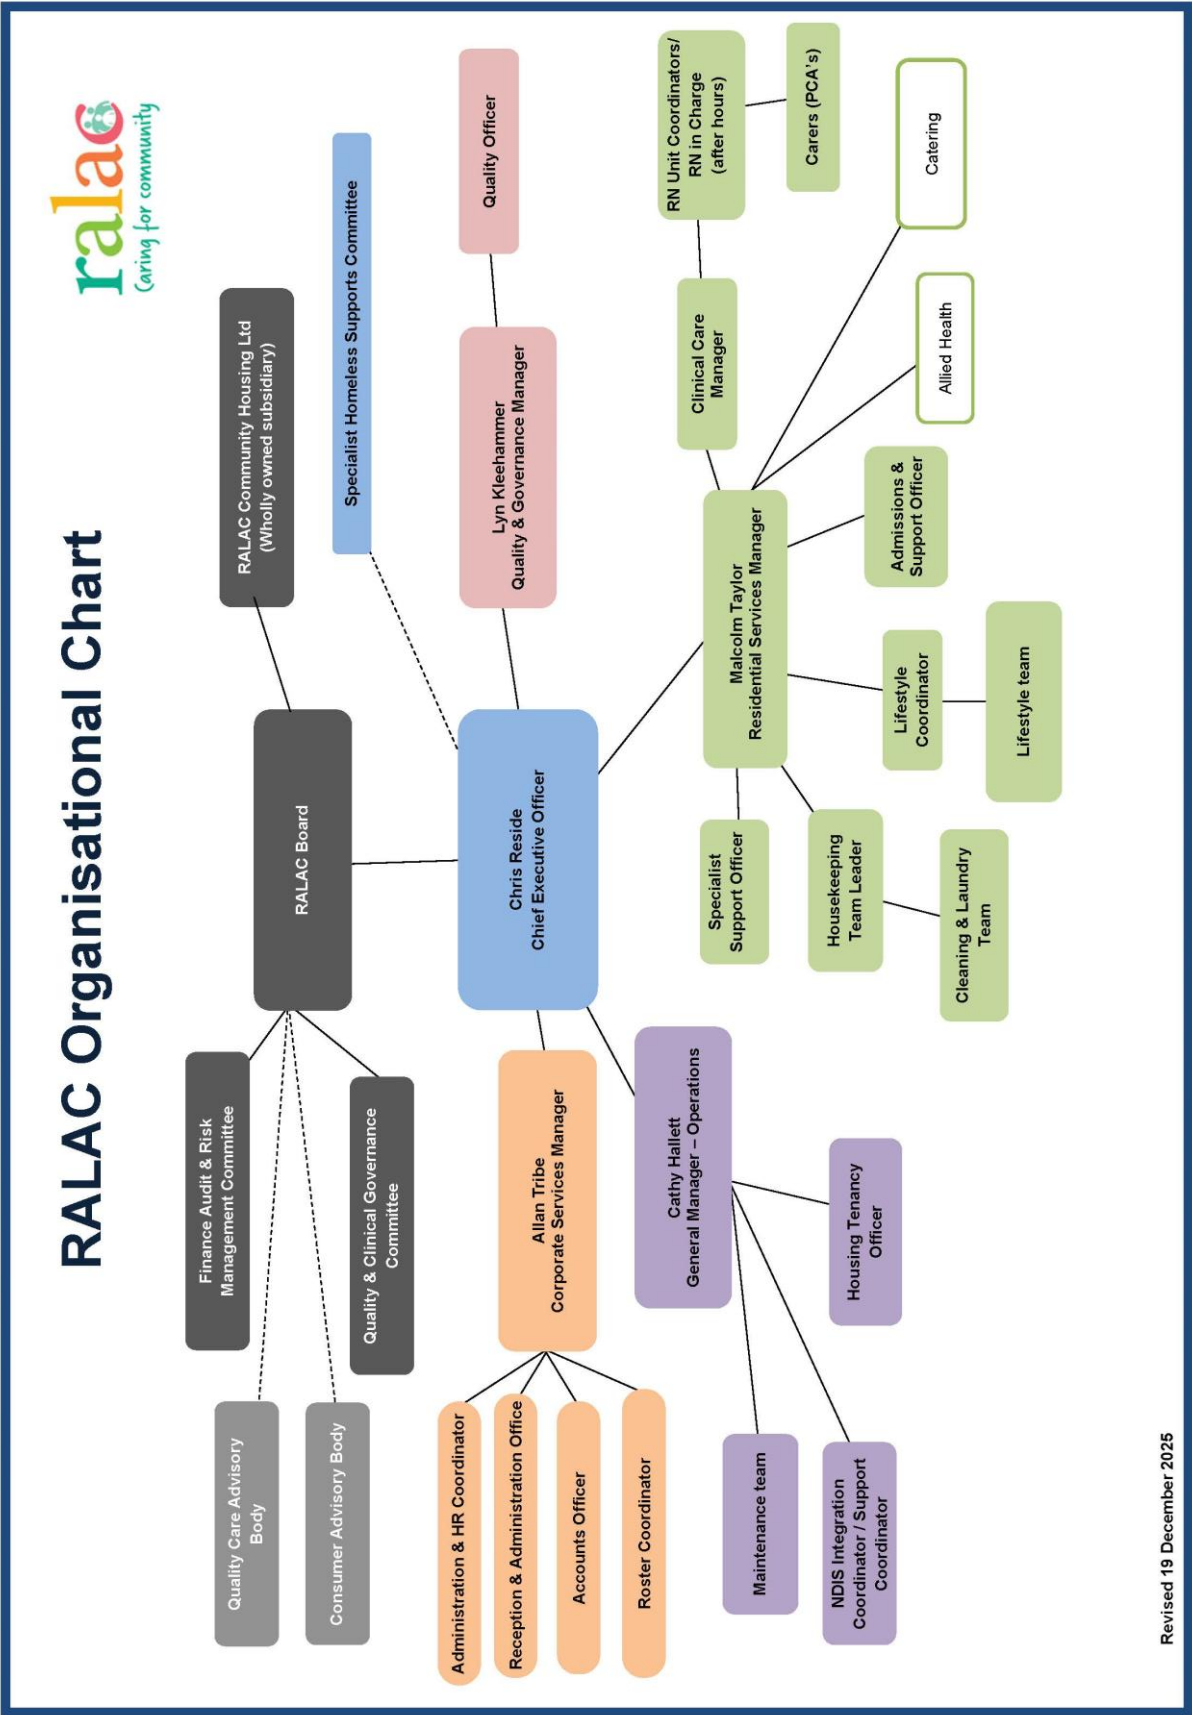 RALAC Organisational Chart
ralac
Caring for community
Quality Care Advisory
Body
Consumer Advisory Body
Finance Audit & Risk
Management Committee
Quality & Clinical Governance
Committee
RALAC Board
RALAC Community Housing Ltd
(Wholly owned subsidiary)
Specialist Homeless Supports Committee
Chris Reside
Chief Executive Officer
Lyn Kleehammer
Quality & Governance Manager
Quality Officer
Allan Tribe
Corporate Services Manager
Administration & HR Coordinator
Reception & Administration Office
Accounts Officer
Roster Coordinator
Cathy Hallett
General Manager – Operations
Maintenance team
NDIS Integration
Coordinator / Support
Coordinator
Housing Tenancy
Officer
Malcolm Taylor
Residential Services Manager
Specialist
Support Officer
Housekeeping
Team Leader
Cleaning & Laundry
Team
Lifestyle
Coordinator
Lifestyle team
Admissions &
Support Officer
Allied Health
Catering
Clinical Care
Manager
RN Unit Coordinators/
RN in Charge
(after hours)
Carers (PCA's)
Revised 19 December 2025